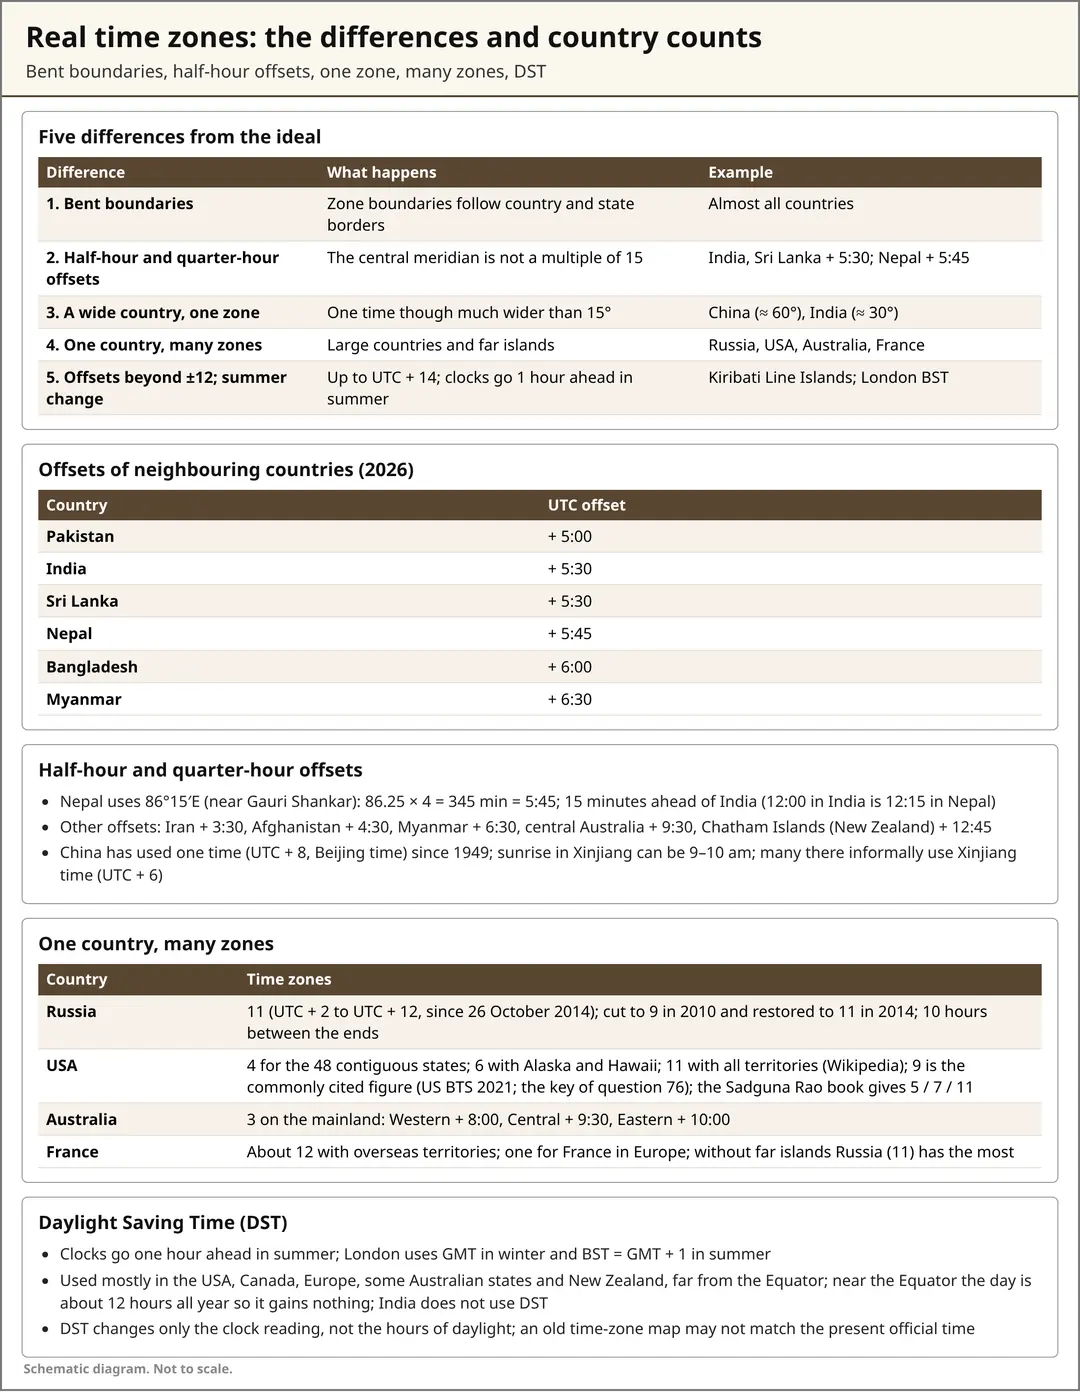 Real time zones: the differences and country counts
Bent boundaries, half-hour offsets, one zone, many zones, DST
Five differences from the ideal
Difference What happens Example
1. Bent boundaries Zone boundaries follow country and state Almost all countries
borders
2. Half-hour and quarter-hour The central meridian is not a multiple of 15 India, Sri Lanka + 5:30; Nepal + 5:45
offsets
3. A wide country, one zone One time though much wider than 15° China (≈ 60°), India (≈ 30°)
4. One country, many zones Large countries and far islands Russia, USA, Australia, France
5. Offsets beyond ±12; summer Up to UTC + 14; clocks go 1 hour ahead in Kiribati Line Islands; London BST
change summer
Offsets of neighbouring countries (2026)
Country UTC offset
Pakistan + 5:00
India + 5:30
Sri Lanka + 5:30
Nepal + 5:45
Bangladesh + 6:00
Myanmar + 6:30
Half-hour and quarter-hour offsets
• Nepal uses 86°15′E (near Gauri Shankar): 86.25 × 4 = 345 min = 5:45; 15 minutes ahead of India (12:00 in India is 12:15 in Nepal)
• Other offsets: Iran + 3:30, Afghanistan + 4:30, Myanmar + 6:30, central Australia + 9:30, Chatham Islands (New Zealand) + 12:45
• China has used one time (UTC + 8, Beijing time) since 1949; sunrise in Xinjiang can be 9–10 am; many there informally use Xinjiang
time (UTC + 6)
One country, many zones
Country Time zones
Russia 11 (UTC + 2 to UTC + 12, since 26 October 2014); cut to 9 in 2010 and restored to 11 in 2014; 10 hours
between the ends
USA 4 for the 48 contiguous states; 6 with Alaska and Hawaii; 11 with all territories (Wikipedia); 9 is the
commonly cited figure (US BTS 2021; the key of question 76); the Sadguna Rao book gives 5 / 7 / 11
Australia 3 on the mainland: Western + 8:00, Central + 9:30, Eastern + 10:00
France About 12 with overseas territories; one for France in Europe; without far islands Russia (11) has the most
Daylight Saving Time (DST)
• Clocks go one hour ahead in summer; London uses GMT in winter and BST = GMT + 1 in summer
• Used mostly in the USA, Canada, Europe, some Australian states and New Zealand, far from the Equator; near the Equator the day is
about 12 hours all year so it gains nothing; India does not use DST
• DST changes only the clock reading, not the hours of daylight; an old time-zone map may not match the present official time
Schematic diagram. Not to scale.